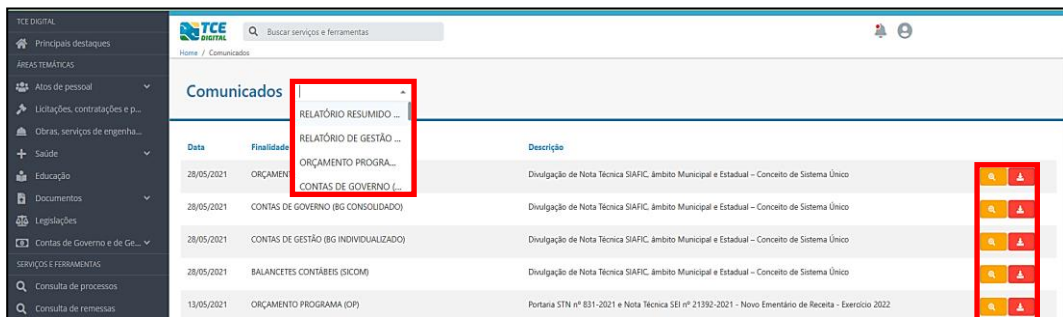 TCE DIGITAL
Principais destaques
ÁREAS TEMÁTICAS
Atos de pessoal
Licitações, contratações e p...
Obras, serviços de engenha...
Saúde
Educação
Documentos
Legislações
Contas de Governo e de Ge...
SERVIÇOS E FERRAMENTAS
Consulta de processos
Consulta de remessas
TCE
DIGITAL
Buscar serviços e ferramentas
Home / Comunicados
Comunicados
RELATÓRIO RESUMIDO ...
RELATÓRIO DE GESTÃO ...
ORÇAMENTO PROGRA...
CONTAS DE GOVERNO (...
Data Finalidade Descrição
28/05/2021 ORÇAMENT Divulgação de Nota Técnica SIAFIC, âmbito Municipal e Estadual – Conceito de Sistema Único
28/05/2021 CONTAS DE GOVERNO (BG CONSOLIDADO) Divulgação de Nota Técnica SIAFIC, âmbito Municipal e Estadual – Conceito de Sistema Único
28/05/2021 CONTAS DE GESTÃO (BG INDIVIDUALIZADO) Divulgação de Nota Técnica SIAFIC, âmbito Municipal e Estadual – Conceito de Sistema Único
28/05/2021 BALANCETES CONTÁBEIS (SICOM) Divulgação de Nota Técnica SIAFIC, âmbito Municipal e Estadual – Conceito de Sistema Único
13/05/2021 ORÇAMENTO PROGRAMA (OP) Portaria STN nº 831-2021 e Nota Técnica SEI nº 21392-2021 - Novo Ementário de Receita - Exercício 2022